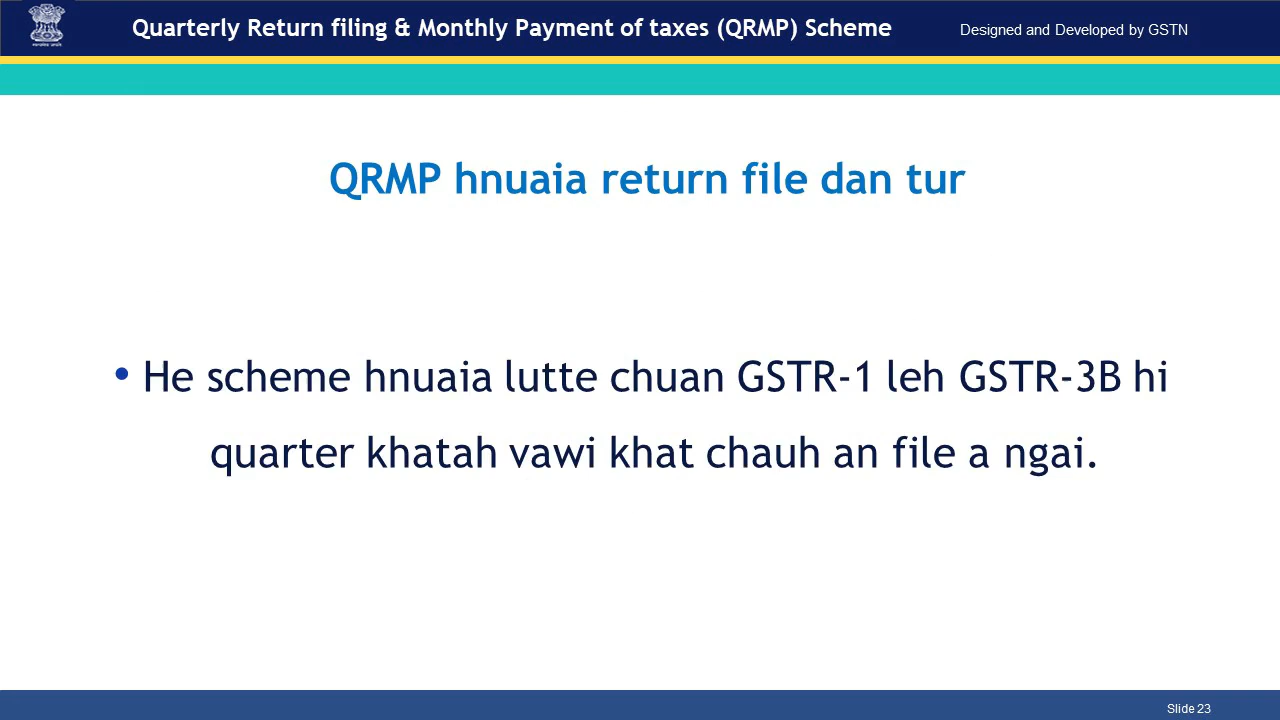 Quarterly Return filing & Monthly Payment of taxes (QRMP) Scheme
Designed and Developed by GSTN
QRMP hnuaia return file dan tur
• He scheme hnuaia lutte chuan GSTR-1 leh GSTR-3B hi
quarter khatah vawi khat chauh an file a ngai.
Slide 23